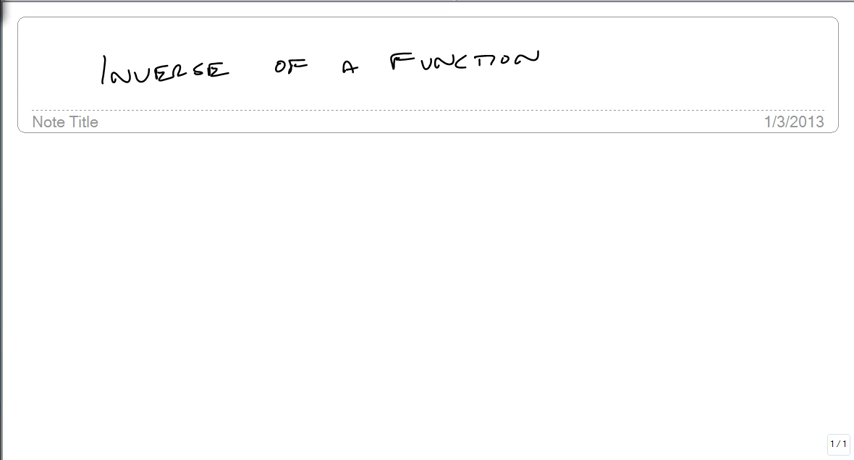 INVERSE OF A FUNCTION
Note Title 1/3/2013
1 / 1